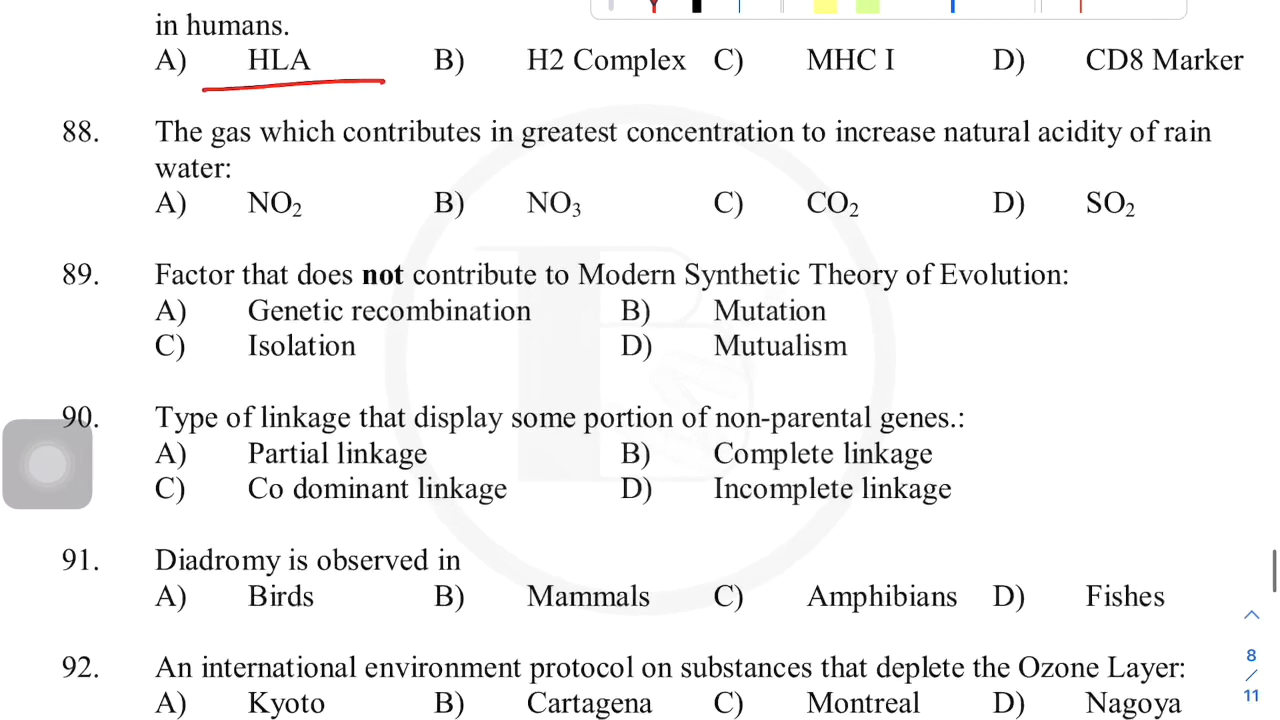 in humans.
A) HLA B) H2 Complex C) MHC I D) CD8 Marker
88. The gas which contributes in greatest concentration to increase natural acidity of rain
water:
A) NO₂ B) NO₃ C) CO₂ D) SO₂
89. Factor that does not contribute to Modern Synthetic Theory of Evolution:
A) Genetic recombination B) Mutation
C) Isolation D) Mutualism
90. Type of linkage that display some portion of non-parental genes.:
A) Partial linkage B) Complete linkage
C) Co dominant linkage D) Incomplete linkage
91. Diadromy is observed in
A) Birds B) Mammals C) Amphibians D) Fishes
92. An international environment protocol on substances that deplete the Ozone Layer:
A) Kyoto B) Cartagena C) Montreal D) Nagoya
8
/
11